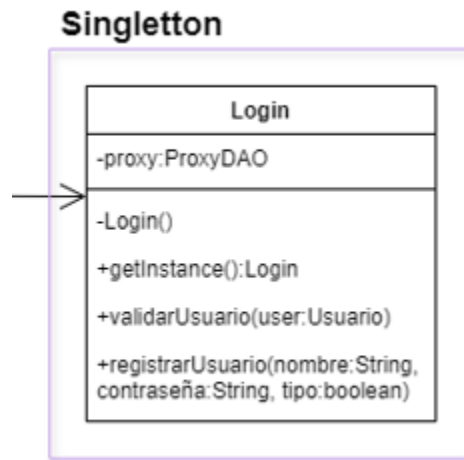 Singletton
Login
-proxy:ProxyDAO
-Login()
+getInstance():Login
+validarUsuario(user:Usuario)
+registrarUsuario(nombre:String,
contraseña:String, tipo:boolean)